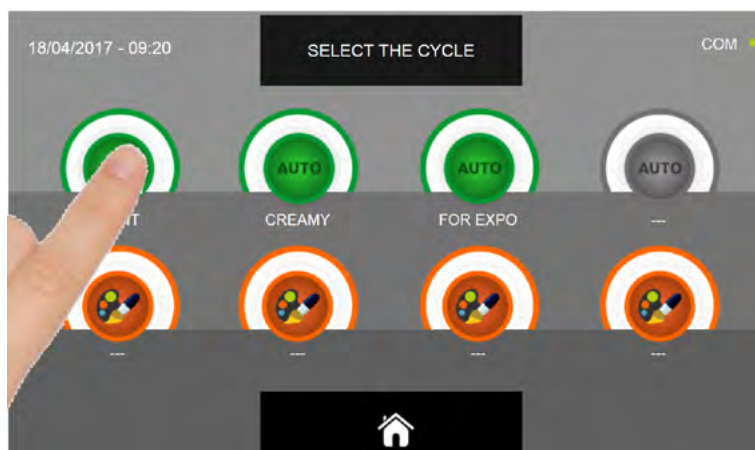 18/04/2017 - 09:20
SELECT THE CYCLE
COM
AUTO
AUTO
AUTO
CREAMY
FOR EXPO
---
---
---
---
---